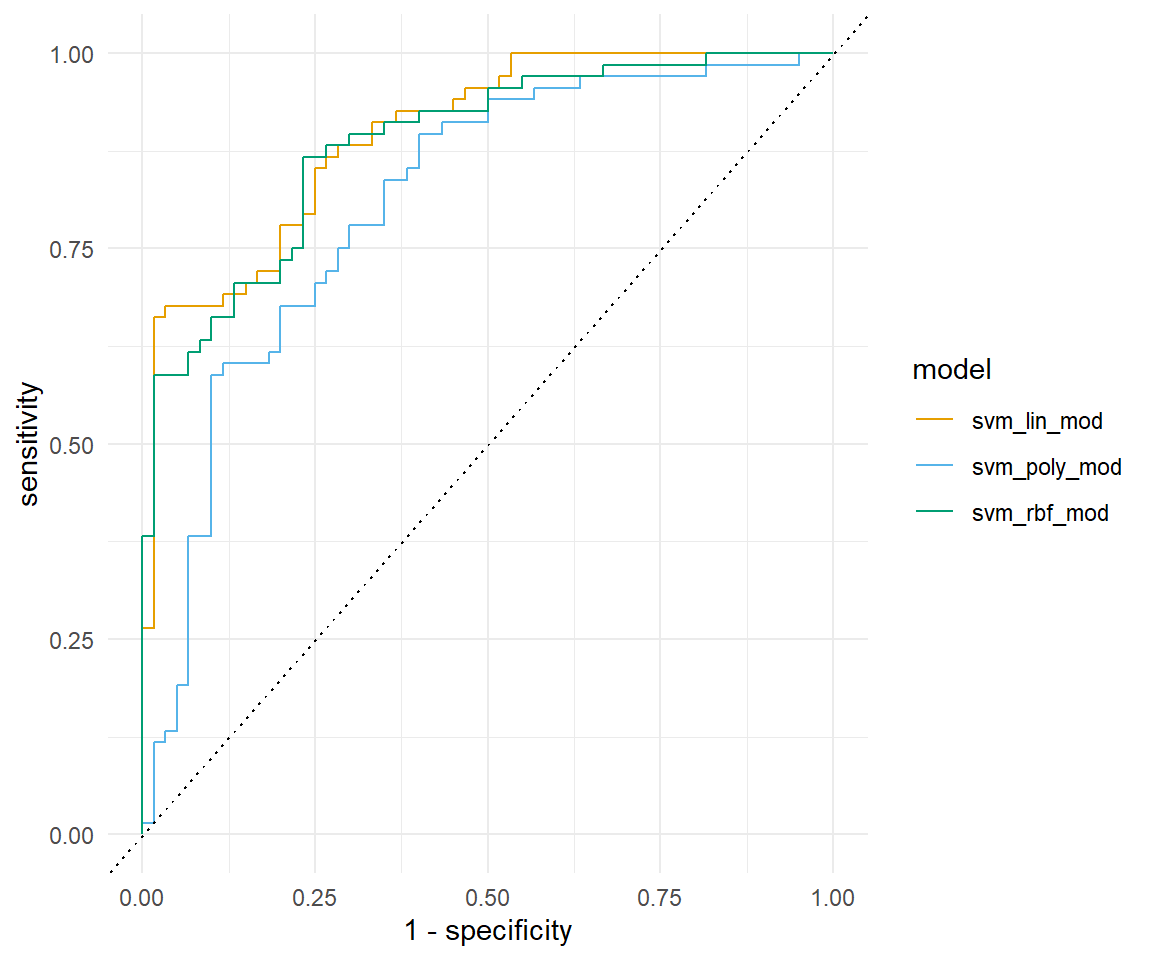 1.00
0.75
0.50
0.25
0.00
sensitivity
0.00 0.25 0.50 0.75 1.00
1 - specificity
model
svm_lin_mod
svm_poly_mod
svm_rbf_mod